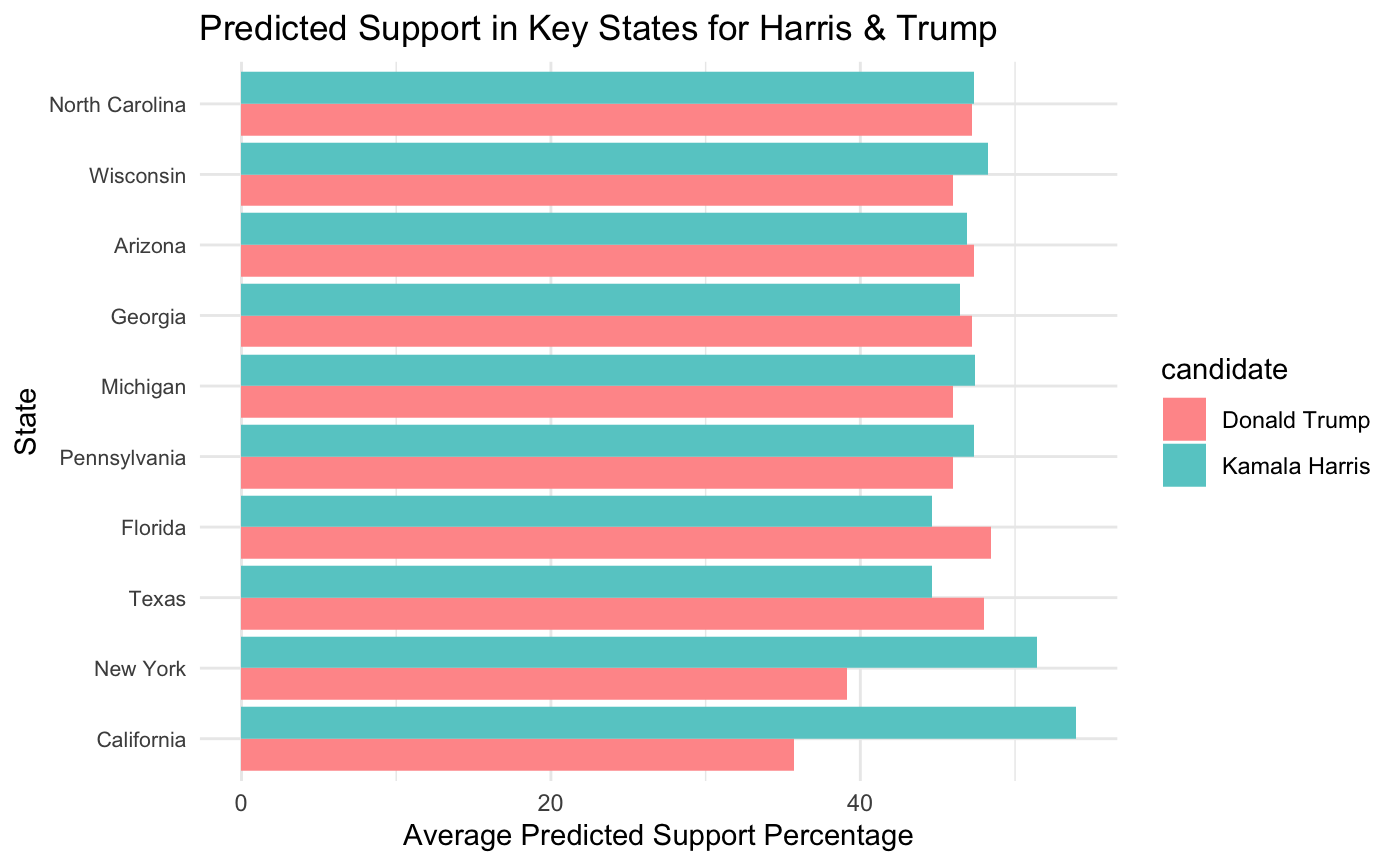 Predicted Support in Key States for Harris & Trump
North Carolina
Wisconsin
Arizona
Georgia
Michigan
Pennsylvania
Florida
Texas
New York
California
State
0 20 40
Average Predicted Support Percentage
candidate
Donald Trump
Kamala Harris